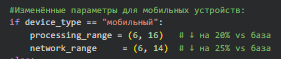 #Изменённые параметры для мобильных устройств:
if device_type == "мобильный":
processing_range = (6, 16) # ↓ на 20% vs база
network_range = (6, 14) # ↓ на 25% vs база